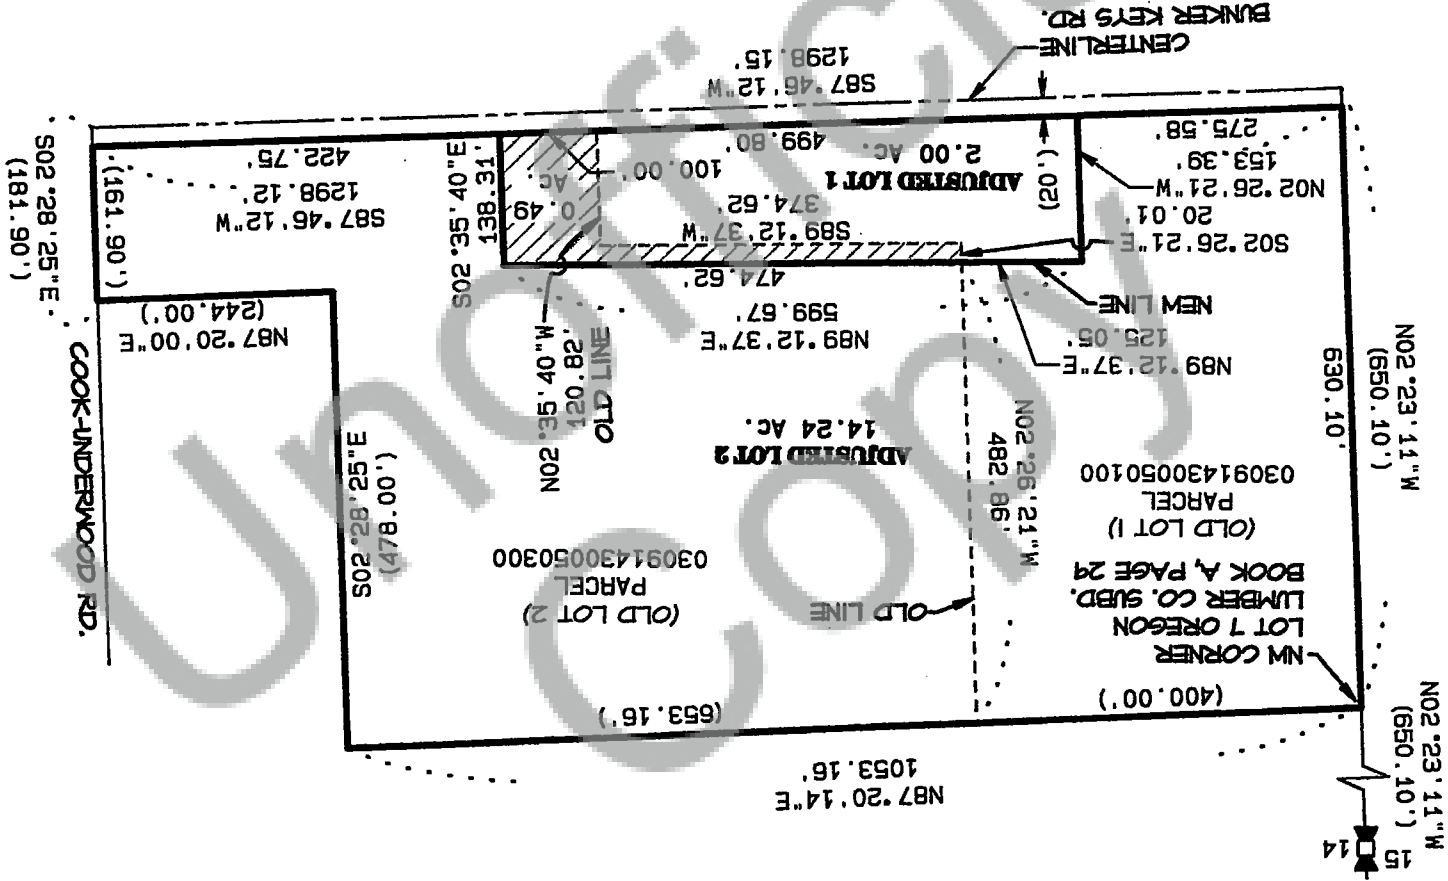 15
14
N02°23'11"W
(650.10')
N87°20'14"E
1053.16'
(400.00')
(653.16')
NW CORNER
LOT 7 OREGON
LUMBER CO. SUBD.
BOOK A, PAGE 24
(OLD LOT 1)
PARCEL
03091430050100
OLD LINE
(OLD LOT 2)
PARCEL
03091430050300
N02°26'21"W
482.86'
ADJUSTED LOT 2
14.24 Ac.
S02°28'25"E
(478.00')
COOK-UNDERWOOD RD.
N02°23'11"W
(650.10')
630.10'
N89°12'37"E
125.05'
NEW LINE
N89°12'37"E
599.67'
474.62'
OLD LINE
N02°35'40"W
120.82'
N87°20'00"E
(244.00')
S02°26'21"E
20.01'
N02°26'21"W
153.39'
275.58'
(20')
S89°12'37"W
374.62'
ADJUSTED LOT 1
2.00 Ac.
100.00'
499.80'
0.49
Ac
S02°35'40"E
138.31'
S87°46'12"W
1298.12'
422.75'
(161.90')
S02°28'25"E
(181.90')
S87°46'12"W
1298.15'
CENTERLINE
BUNKER KEYS RD.
Unoffic
Copy